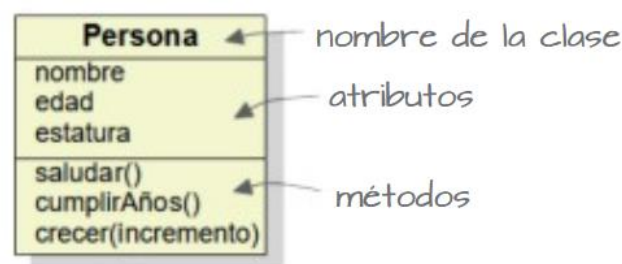 Persona
nombre de la clase
nombre
edad
estatura
atributos
saludar()
cumplirAños()
crecer(incremento)
métodos